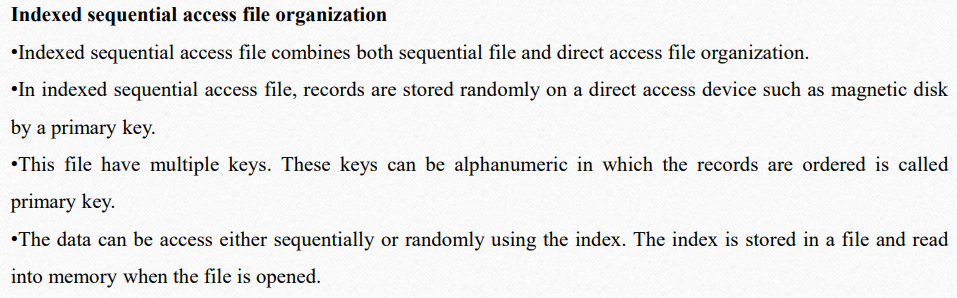 Indexed sequential access file organization
•Indexed sequential access file combines both sequential file and direct access file organization.
•In indexed sequential access file, records are stored randomly on a direct access device such as magnetic disk
by a primary key.
•This file have multiple keys. These keys can be alphanumeric in which the records are ordered is called
primary key.
•The data can be access either sequentially or randomly using the index. The index is stored in a file and read
into memory when the file is opened.